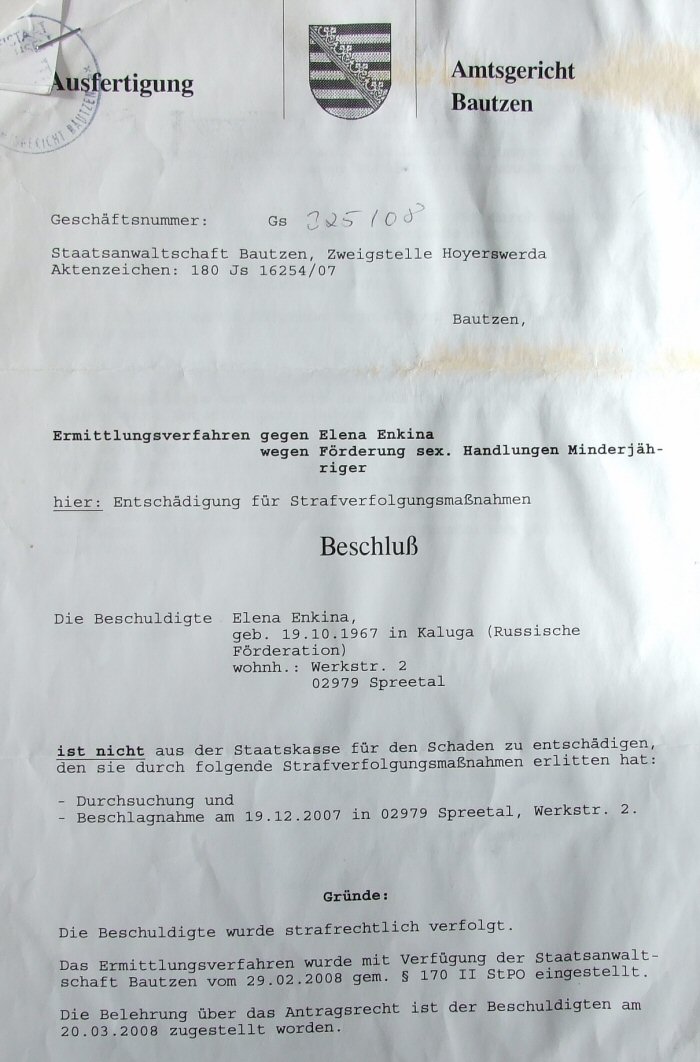 Ausfertigung
Amtsgericht
Bautzen
BAUTZEN
Geschäftsnummer: Gs 325/08
Staatsanwaltschaft Bautzen, Zweigstelle Hoyerswerda
Aktenzeichen: 180 Js 16254/07
Bautzen,
Ermittlungsverfahren gegen Elena Enkina
wegen Förderung sex. Handlungen Minderjäh-
riger
hier: Entschädigung für Strafverfolgungsmaßnahmen
Beschluß
Die Beschuldigte Elena Enkina,
geb. 19.10.1967 in Kaluga (Russische
Förderation)
wohnh.: Werkstr. 2
02979 Spreetal
ist nicht aus der Staatskasse für den Schaden zu entschädigen,
den sie durch folgende Strafverfolgungsmaßnahmen erlitten hat:
- Durchsuchung und
- Beschlagnahme am 19.12.2007 in 02979 Spreetal, Werkstr. 2.
Gründe:
Die Beschuldigte wurde strafrechtlich verfolgt.
Das Ermittlungsverfahren wurde mit Verfügung der Staatsanwalt-
schaft Bautzen vom 29.02.2008 gem. § 170 II StPO eingestellt.
Die Belehrung über das Antragsrecht ist der Beschuldigten am
20.03.2008 zugestellt worden.